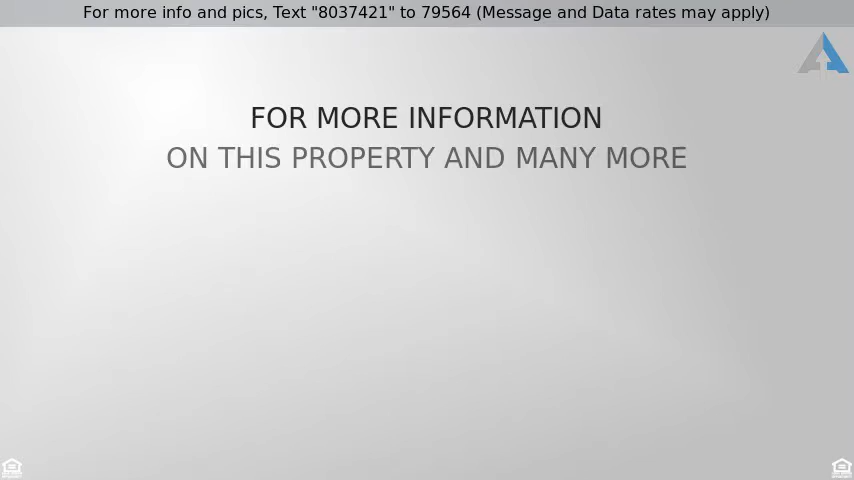 For more info and pics, Text "8037421" to 79564 (Message and Data rates may apply)
FOR MORE INFORMATION
ON THIS PROPERTY AND MANY MORE